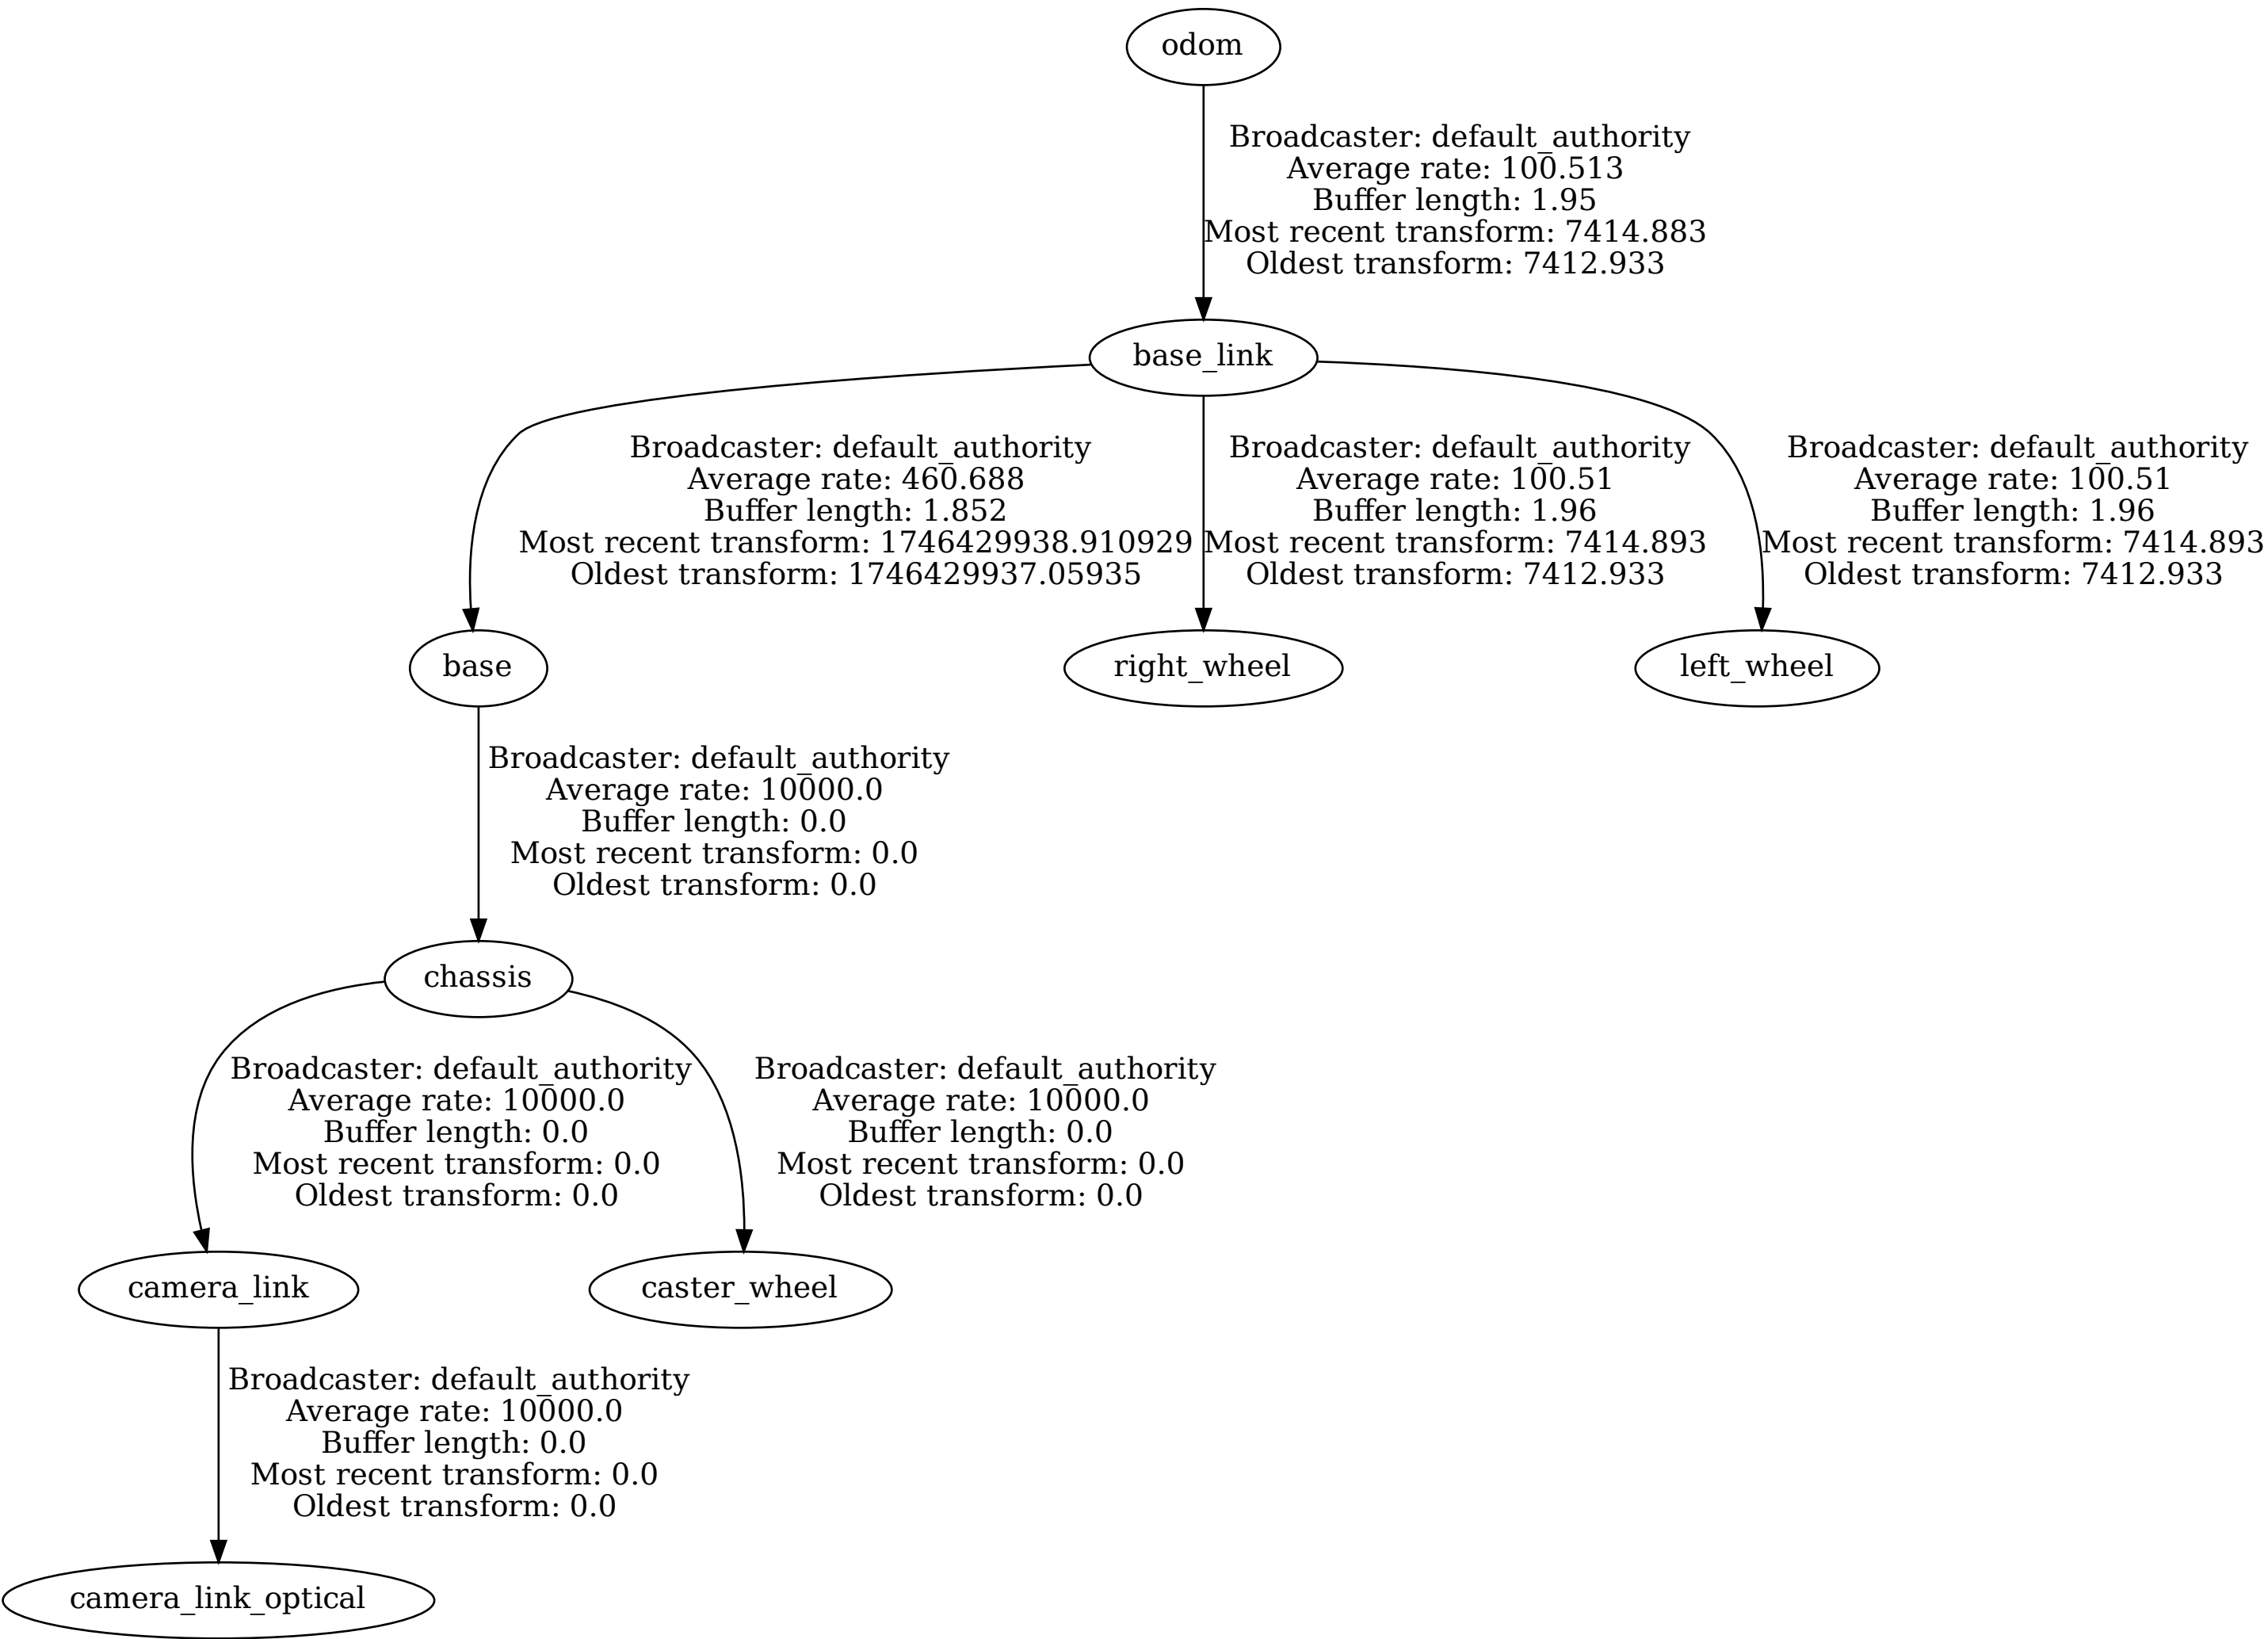 odom
Broadcaster: default_authority
Average rate: 100.513
Buffer length: 1.95
Most recent transform: 7414.883
Oldest transform: 7412.933
base_link
Broadcaster: default_authority
Average rate: 460.688
Buffer length: 1.852
Most recent transform: 1746429938.910929
Oldest transform: 1746429937.05935
Broadcaster: default_authority
Average rate: 100.51
Buffer length: 1.96
Most recent transform: 7414.893
Oldest transform: 7412.933
Broadcaster: default_authority
Average rate: 100.51
Buffer length: 1.96
Most recent transform: 7414.893
Oldest transform: 7412.933
base
right_wheel
left_wheel
Broadcaster: default_authority
Average rate: 10000.0
Buffer length: 0.0
Most recent transform: 0.0
Oldest transform: 0.0
chassis
Broadcaster: default_authority
Average rate: 10000.0
Buffer length: 0.0
Most recent transform: 0.0
Oldest transform: 0.0
Broadcaster: default_authority
Average rate: 10000.0
Buffer length: 0.0
Most recent transform: 0.0
Oldest transform: 0.0
camera_link
caster_wheel
Broadcaster: default_authority
Average rate: 10000.0
Buffer length: 0.0
Most recent transform: 0.0
Oldest transform: 0.0
camera_link_optical